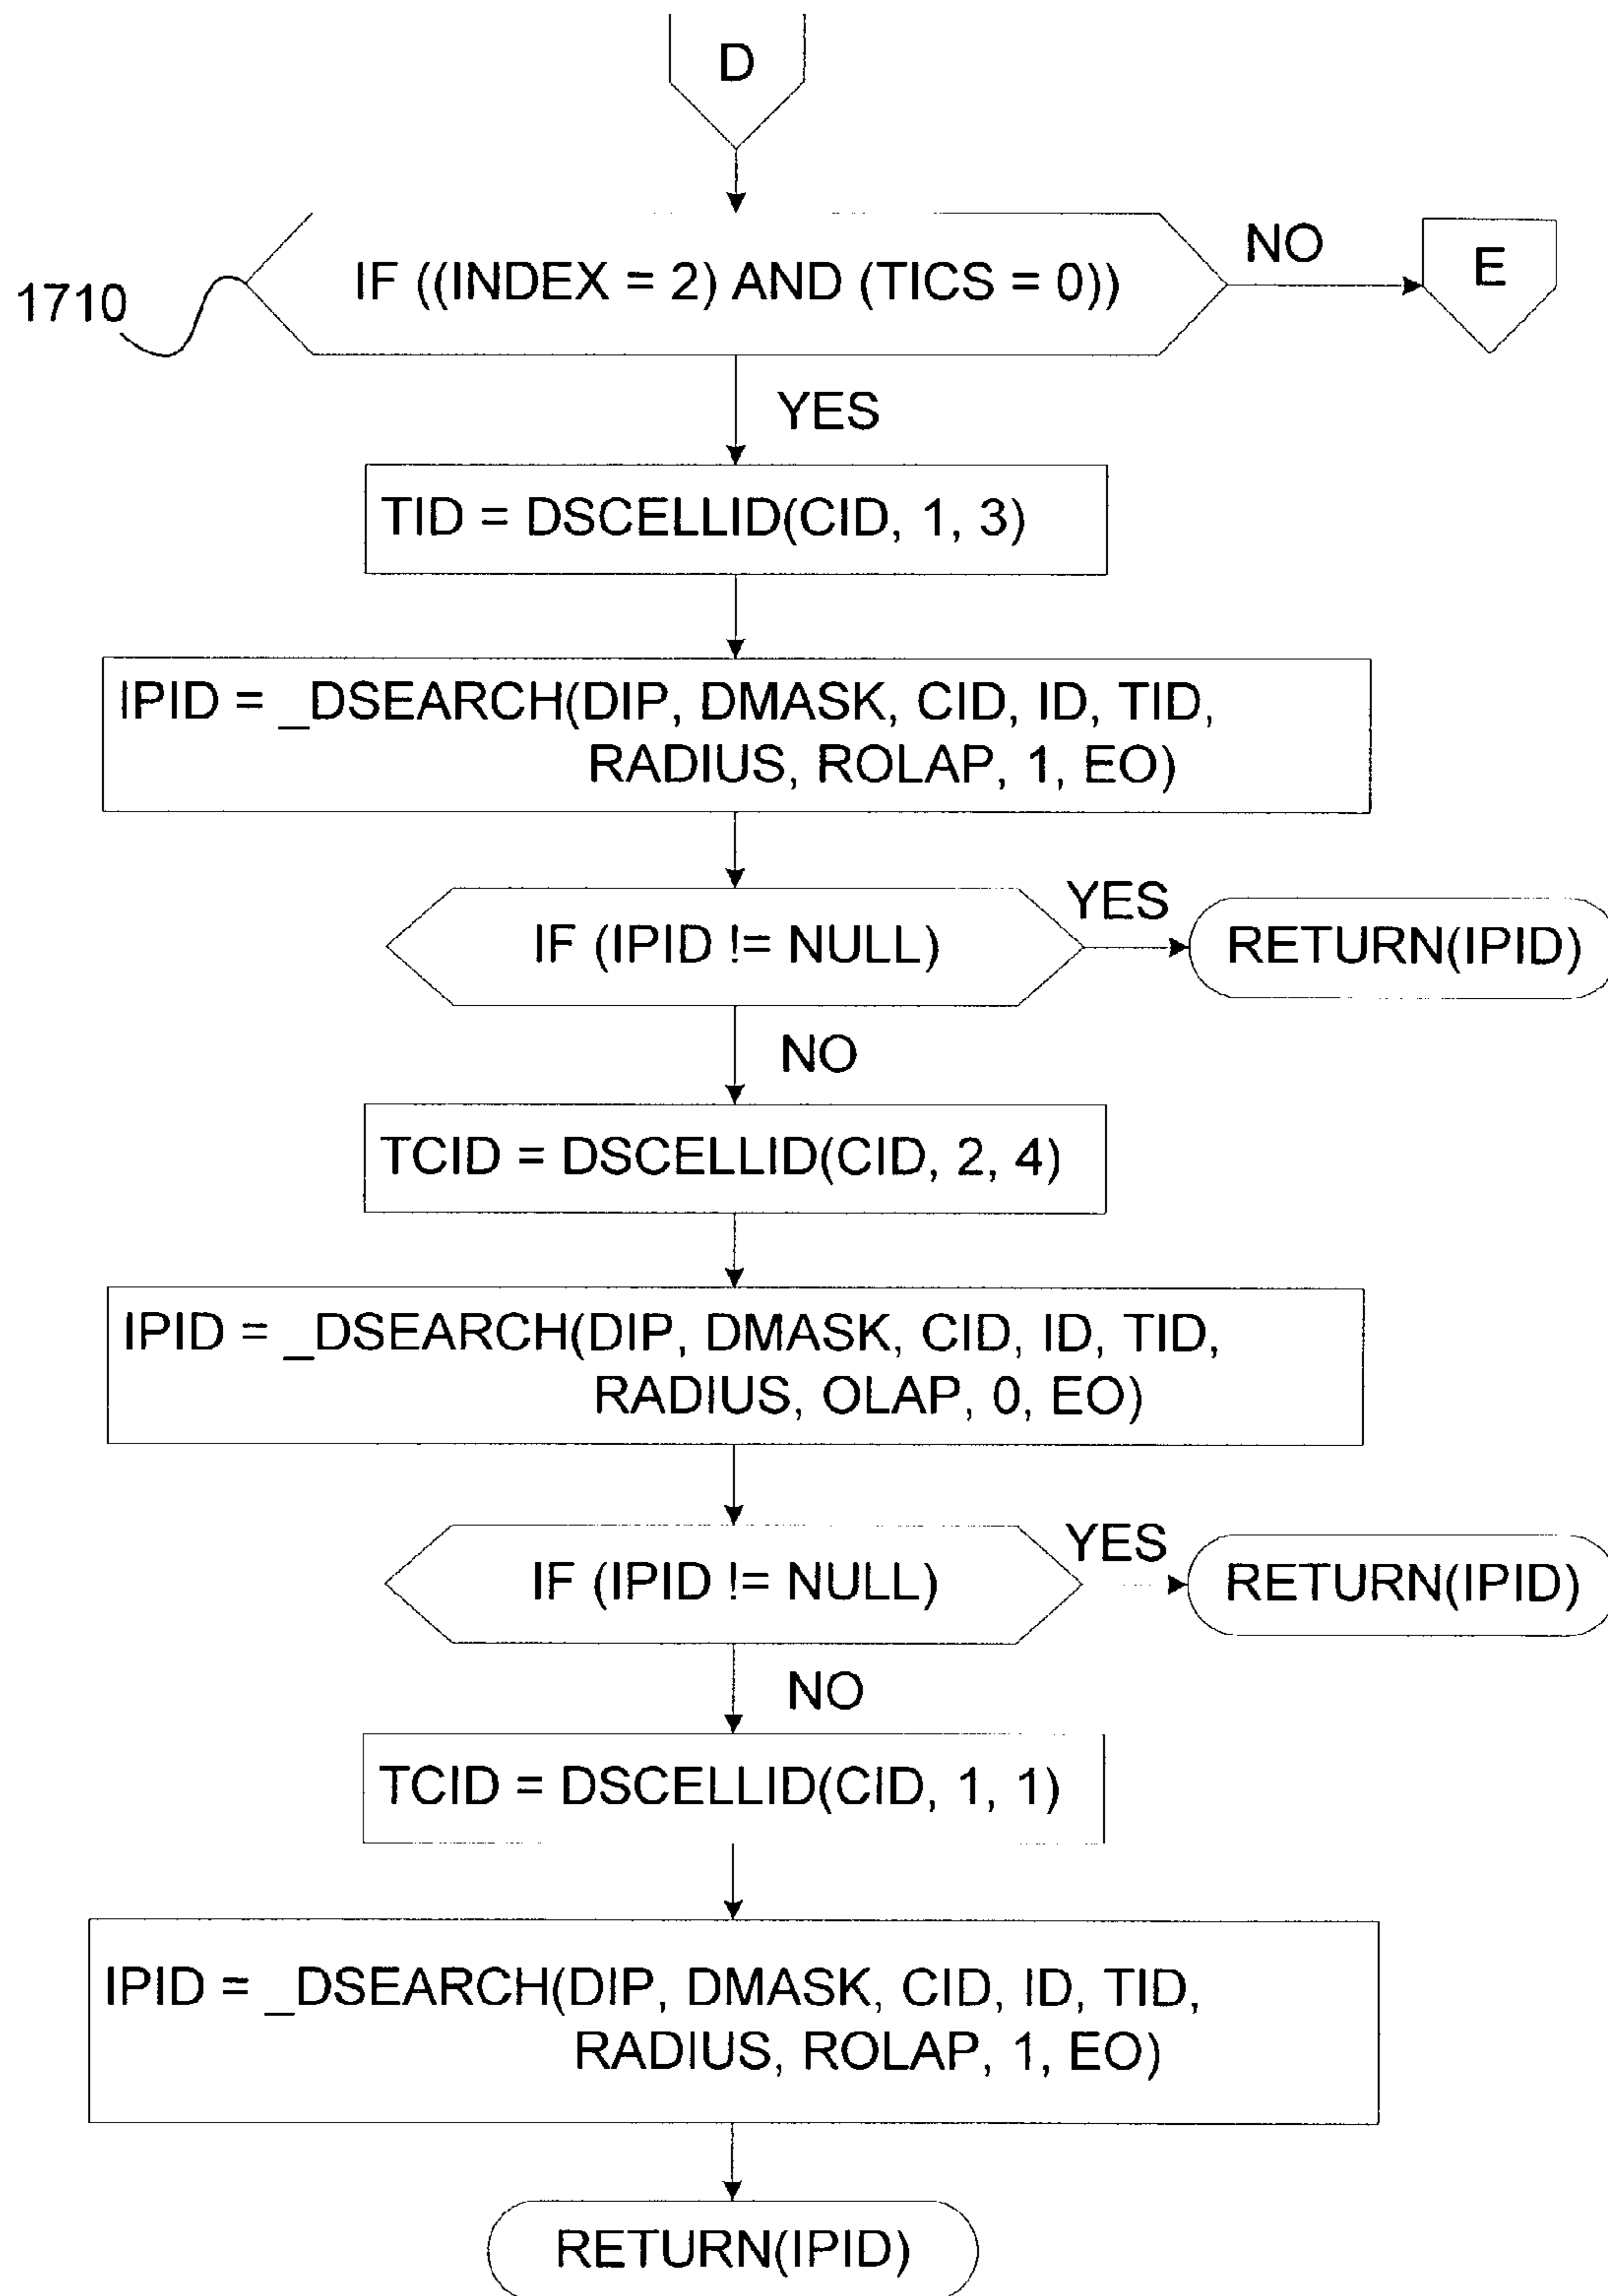 D
IF ((INDEX = 2) AND (TICS = 0))
NO
E
1710
YES
TID = DSCELLID(CID, 1, 3)
IPID = _DSEARCH(DIP, DMASK, CID, ID, TID,
RADIUS, ROLAP, 1, EO)
IF (IPID != NULL)
YES
RETURN(IPID)
NO
TCID = DSCELLID(CID, 2, 4)
IPID = _DSEARCH(DIP, DMASK, CID, ID, TID,
RADIUS, OLAP, 0, EO)
IF (IPID != NULL)
YES
RETURN(IPID)
NO
TCID = DSCELLID(CID, 1, 1)
IPID = _DSEARCH(DIP, DMASK, CID, ID, TID,
RADIUS, ROLAP, 1, EO)
RETURN(IPID)